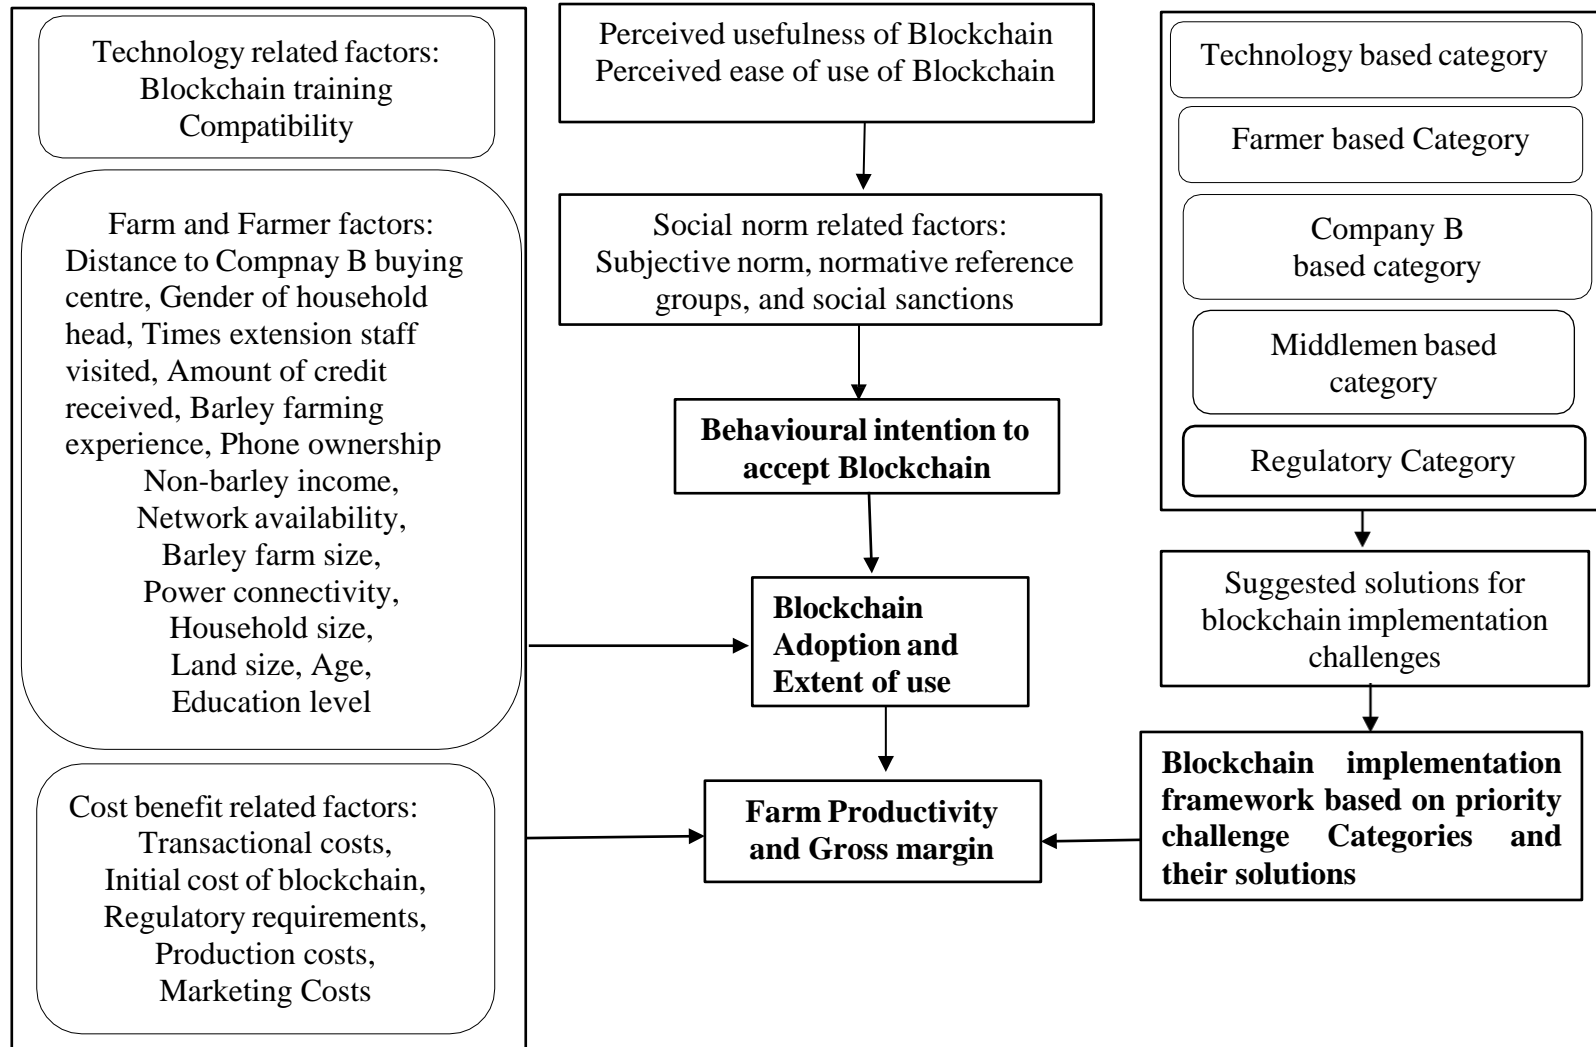 Technology related factors:
Blockchain training
Compatibility
Farm and Farmer factors:
Distance to Compnay B buying
centre, Gender of household
head, Times extension staff
visited, Amount of credit
received, Barley farming
experience, Phone ownership
Non-barley income,
Network availability,
Barley farm size,
Power connectivity,
Household size,
Land size, Age,
Education level
Cost benefit related factors:
Transactional costs,
Initial cost of blockchain,
Regulatory requirements,
Production costs,
Marketing Costs
Perceived usefulness of Blockchain
Perceived ease of use of Blockchain
Social norm related factors:
Subjective norm, normative reference
groups, and social sanctions
Behavioural intention to
accept Blockchain
Blockchain
Adoption and
Extent of use
Farm Productivity
and Gross margin
Technology based category
Farmer based Category
Company B
based category
Middlemen based
category
Regulatory Category
Suggested solutions for
blockchain implementation
challenges
Blockchain implementation
framework based on priority
challenge Categories and
their solutions